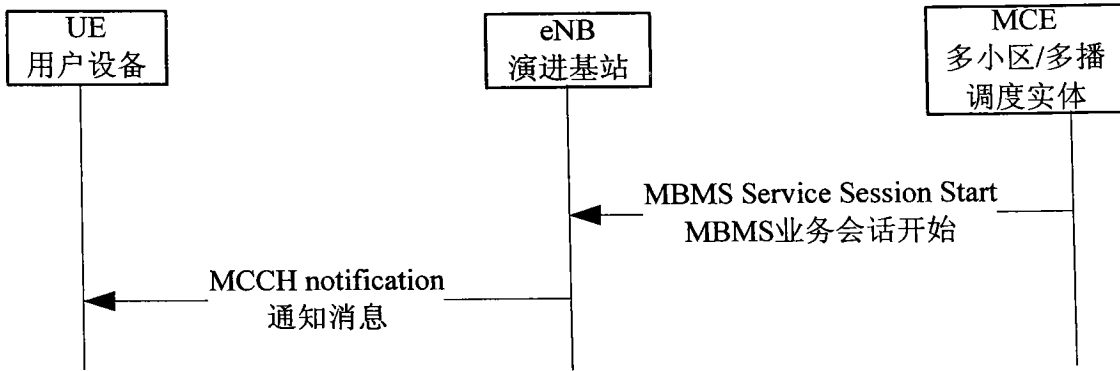 UE
用户设备
eNB
演进基站
MCE
多小区/多播
调度实体
MBMS Service Session Start
MBMS业务会话开始
MCCH notification
通知消息